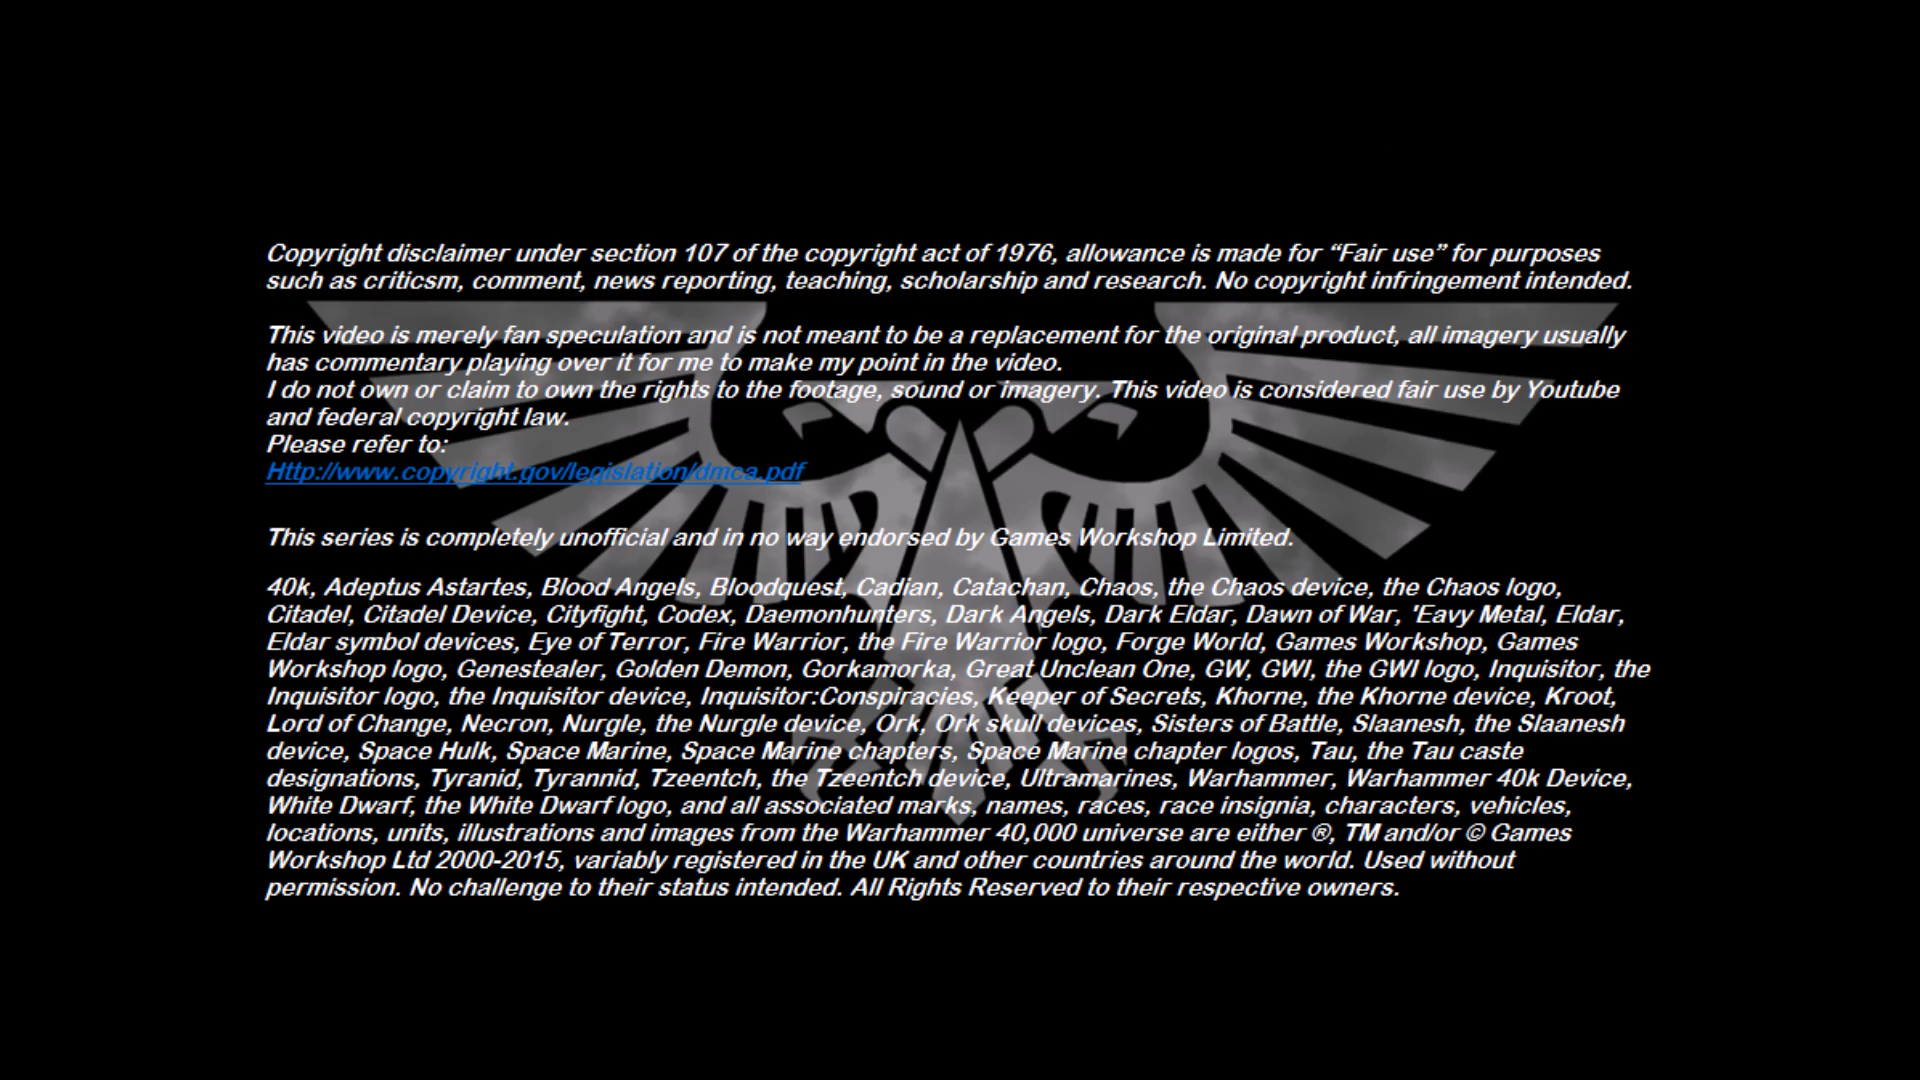 Copyright disclaimer under section 107 of the copyright act of 1976, allowance is made for “Fair use” for purposes
such as criticsm, comment, news reporting, teaching, scholarship and research. No copyright infringement intended.
This video is merely fan speculation and is not meant to be a replacement for the original product, all imagery usually
has commentary playing over it for me to make my point in the video.
I do not own or claim to own the rights to the footage, sound or imagery. This video is considered fair use by Youtube
and federal copyright law.
Please refer to:
Http://www.copyright.gov/legislation/dmca.pdf
This series is completely unofficial and in no way endorsed by Games Workshop Limited.
40k, Adeptus Astartes, Blood Angels, Bloodquest, Cadian, Catachan, Chaos, the Chaos device, the Chaos logo,
Citadel, Citadel Device, Cityfight, Codex, Daemonhunters, Dark Angels, Dark Eldar, Dawn of War, 'Eavy Metal, Eldar,
Eldar symbol devices, Eye of Terror, Fire Warrior, the Fire Warrior logo, Forge World, Games Workshop, Games
Workshop logo, Genestealer, Golden Demon, Gorkamorka, Great Unclean One, GW, GWI, the GWI logo, Inquisitor, the
Inquisitor logo, the Inquisitor device, Inquisitor:Conspiracies, Keeper of Secrets, Khorne, the Khorne device, Kroot,
Lord of Change, Necron, Nurgle, the Nurgle device, Ork, Ork skull devices, Sisters of Battle, Slaanesh, the Slaanesh
device, Space Hulk, Space Marine, Space Marine chapters, Space Marine chapter logos, Tau, the Tau caste
designations, Tyranid, Tyrannid, Tzeentch, the Tzeentch device, Ultramarines, Warhammer, Warhammer 40k Device,
White Dwarf, the White Dwarf logo, and all associated marks, names, races, race insignia, characters, vehicles,
locations, units, illustrations and images from the Warhammer 40,000 universe are either ®, TM and/or © Games
Workshop Ltd 2000-2015, variably registered in the UK and other countries around the world. Used without
permission. No challenge to their status intended. All Rights Reserved to their respective owners.